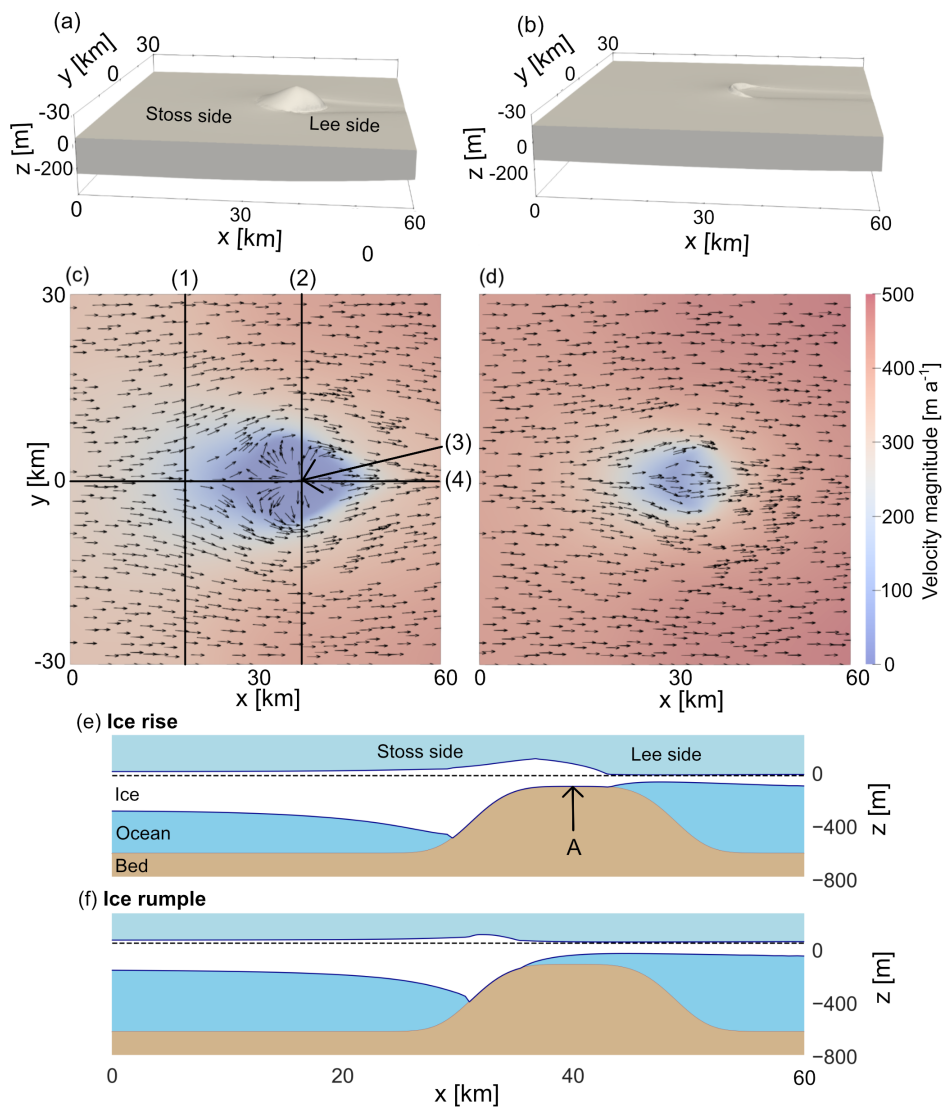 (a)
(b)
y [km]
30
0
-30
Stoss side
Lee side
z [m]
0
-200
0
30
60
x [km]
0
y [km]
30
0
-30
z [m]
0
-200
0
30
60
x [km]
(c)
(1)
(2)
(d)
30
y [km]
0
-30
(3)
(4)
30
60
x [km]
0
30
60
x [km]
500
400
300
200
100
0
Velocity magnitude [m a⁻¹]
(e) Ice rise
Stoss side
Lee side
Ice
Ocean
Bed
A
0
−400
−800
z [m]
(f) Ice rumple
0
−400
−800
z [m]
0
20
40
60
x [km]